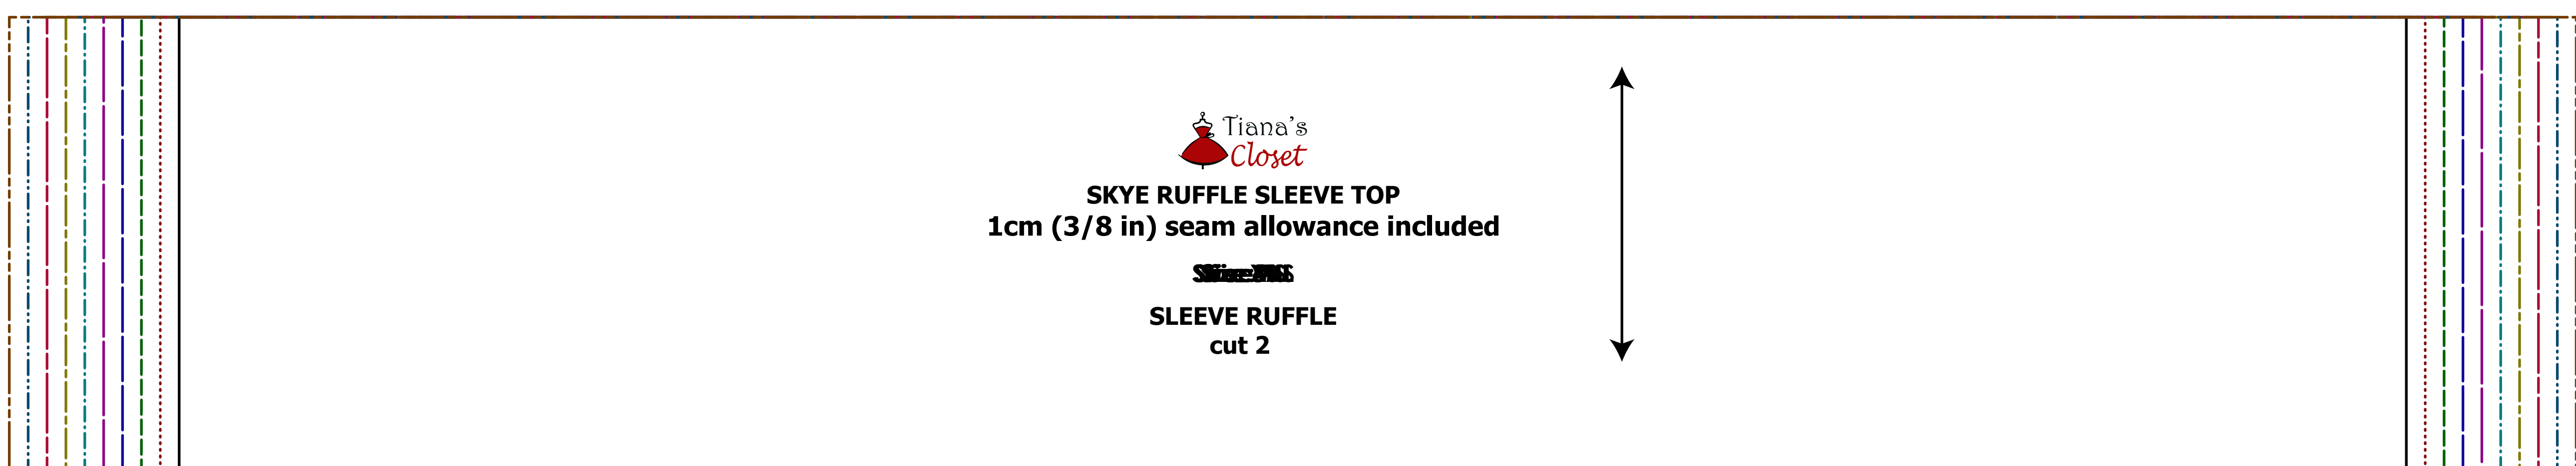 Tiana's
Closet
SKYE RUFFLE SLEEVE TOP
1cm (3/8 in) seam allowance included
SLEEVE RUFFLE
cut 2